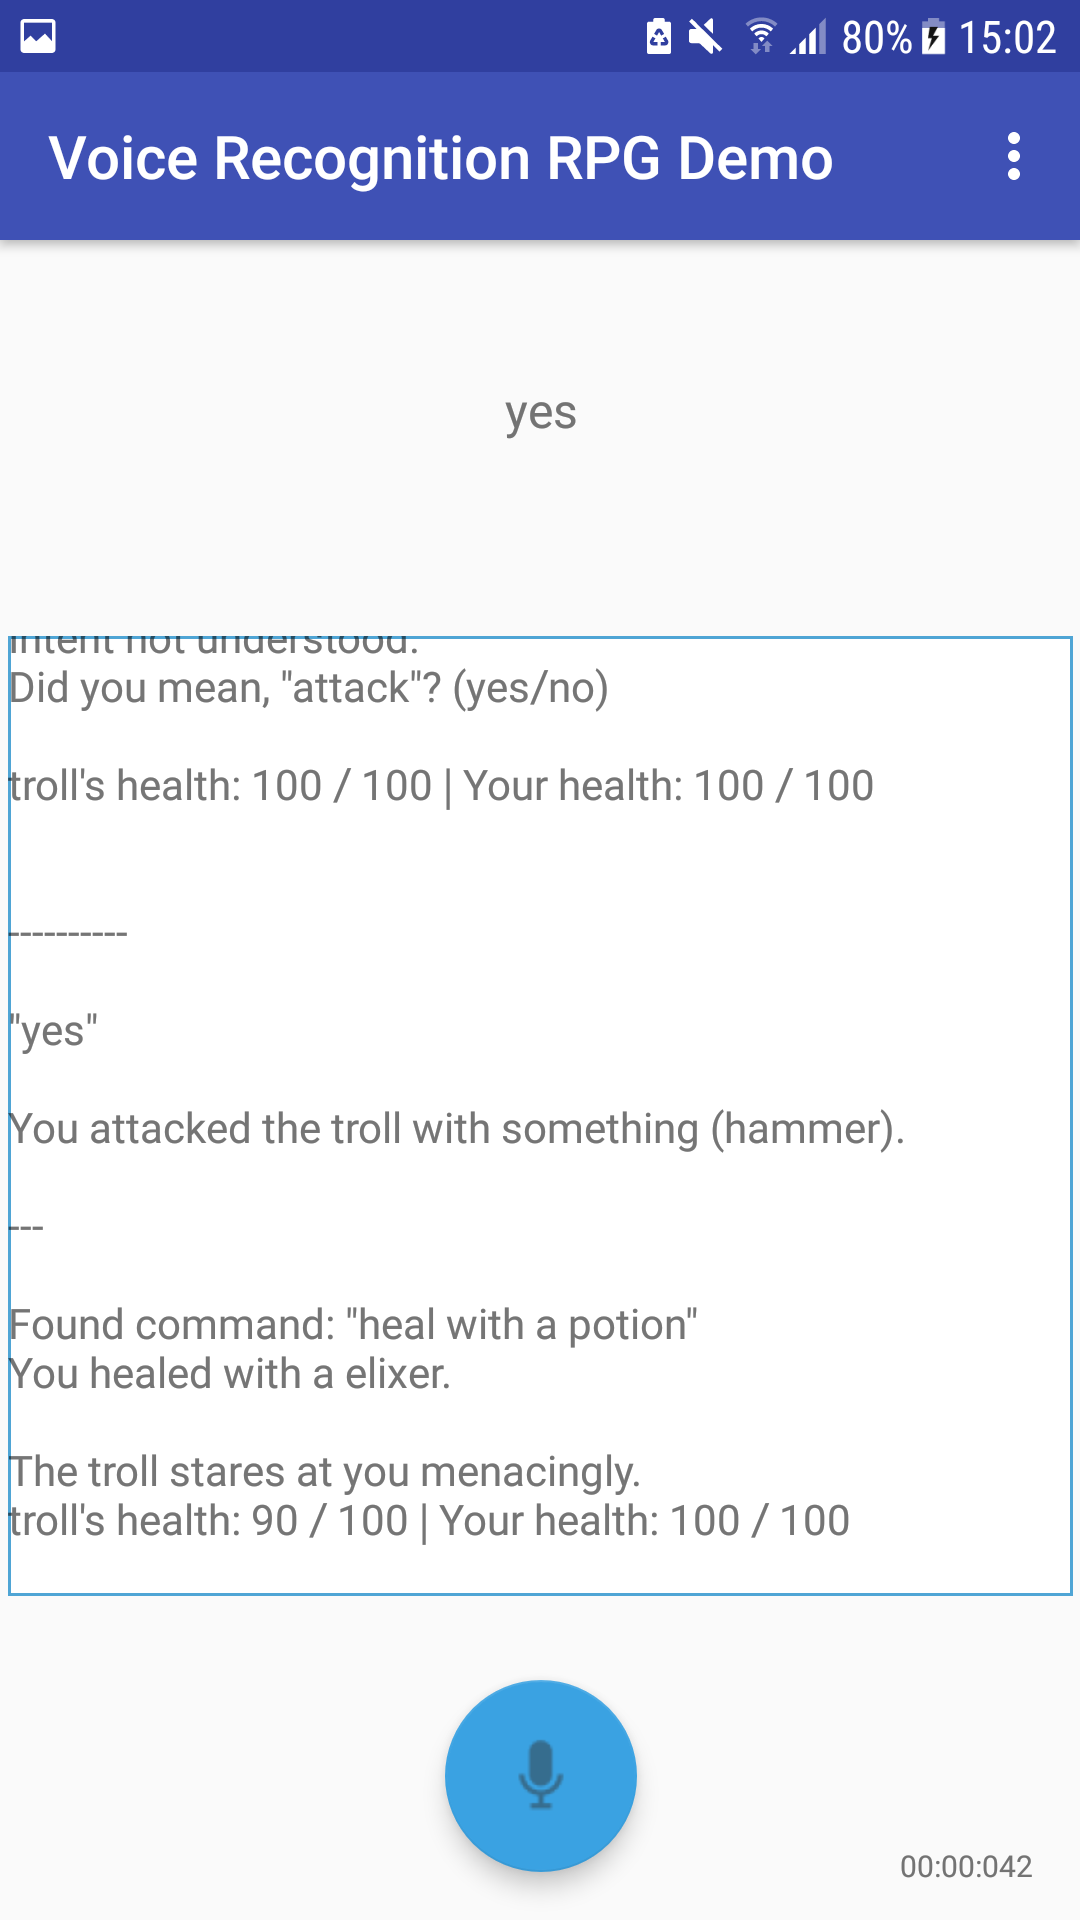 80% 15:02
Voice Recognition RPG Demo
yes
Intent not understood.
Did you mean, "attack"? (yes/no)
troll's health: 100 / 100 | Your health: 100 / 100
----------
"yes"
You attacked the troll with something (hammer).
---
Found command: "heal with a potion"
You healed with a elixer.
The troll stares at you menacingly.
troll's health: 90 / 100 | Your health: 100 / 100
00:00:042